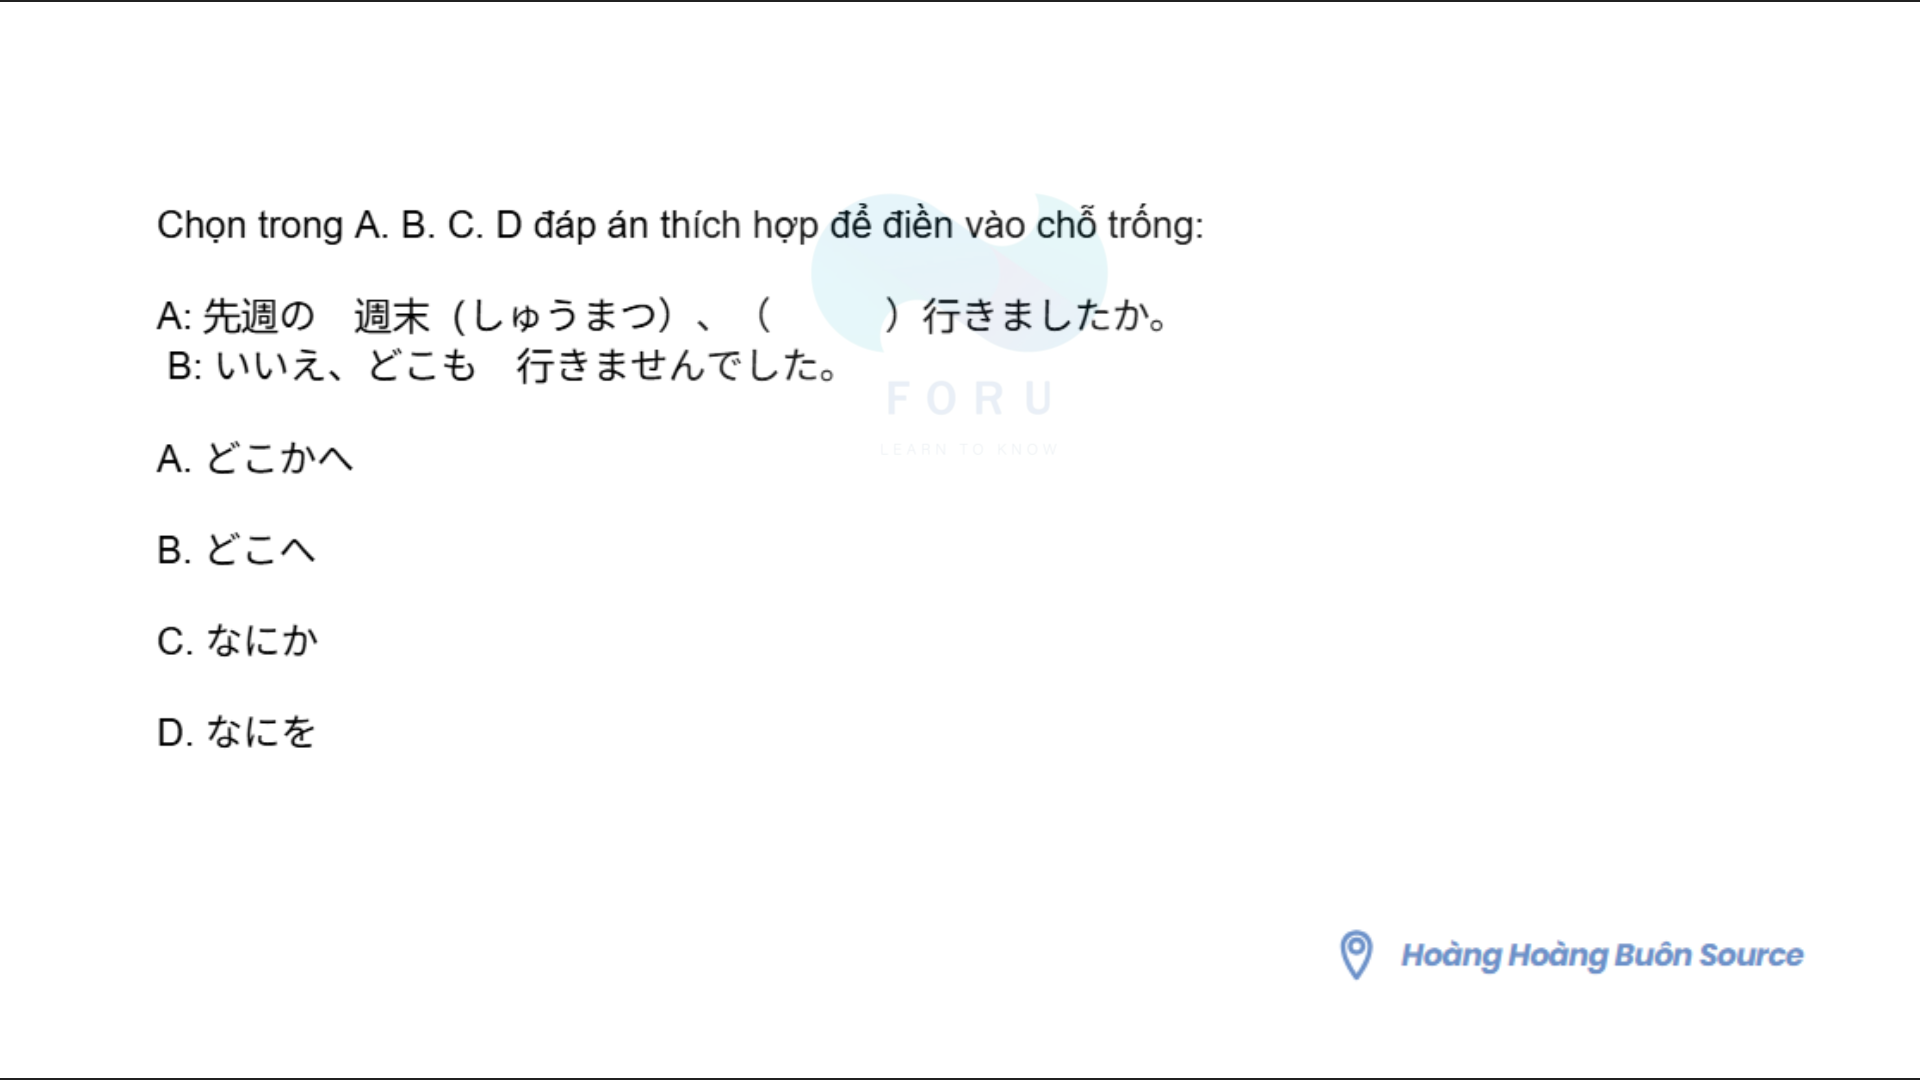 Chọn trong A. B. C. D đáp án thích hợp để điền vào chỗ trống:
A: 先週の　週末（しゅうまつ）、（　　　）行きましたか。
B: いいえ、どこも　行きませんでした。
FORU
LEARN TO KNOW
A. どこかへ
B. どこへ
C. なにか
D. なにを
Hoàng Hoàng Buôn Source